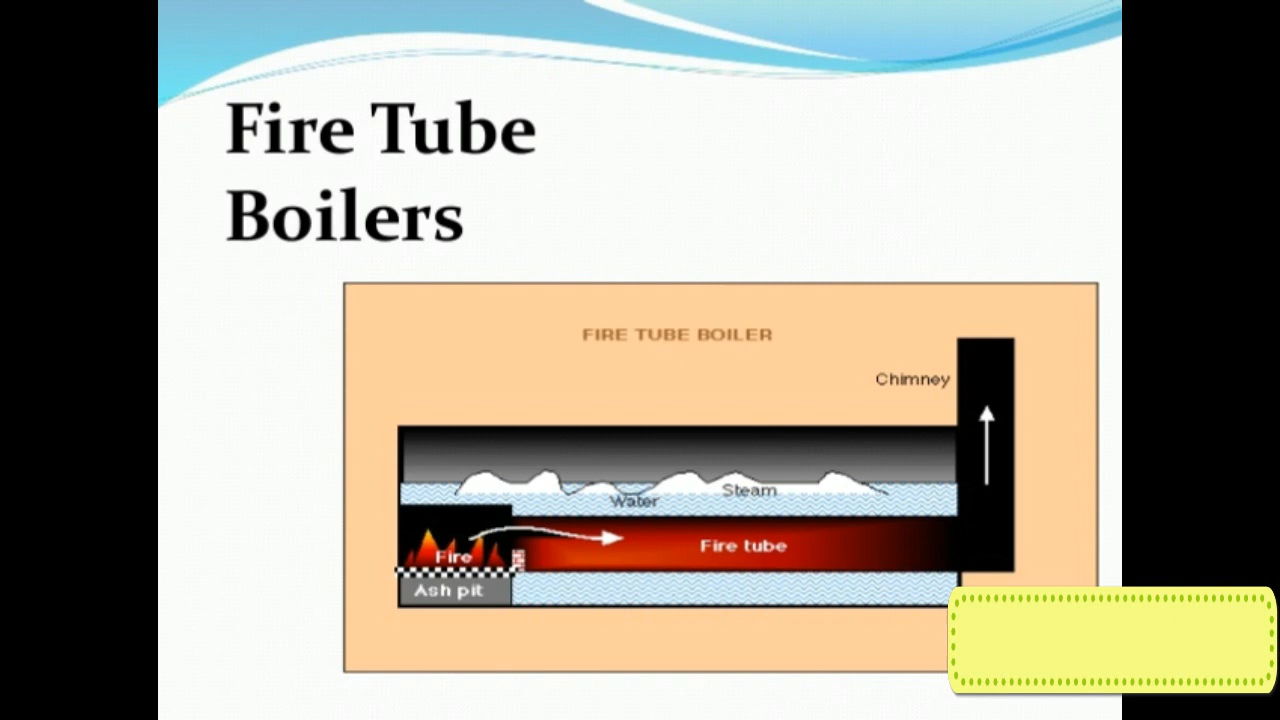 Fire Tube
Boilers
FIRE TUBE BOILER
Chimney
Steam
Water
Fire tube
Fire
Ash pit